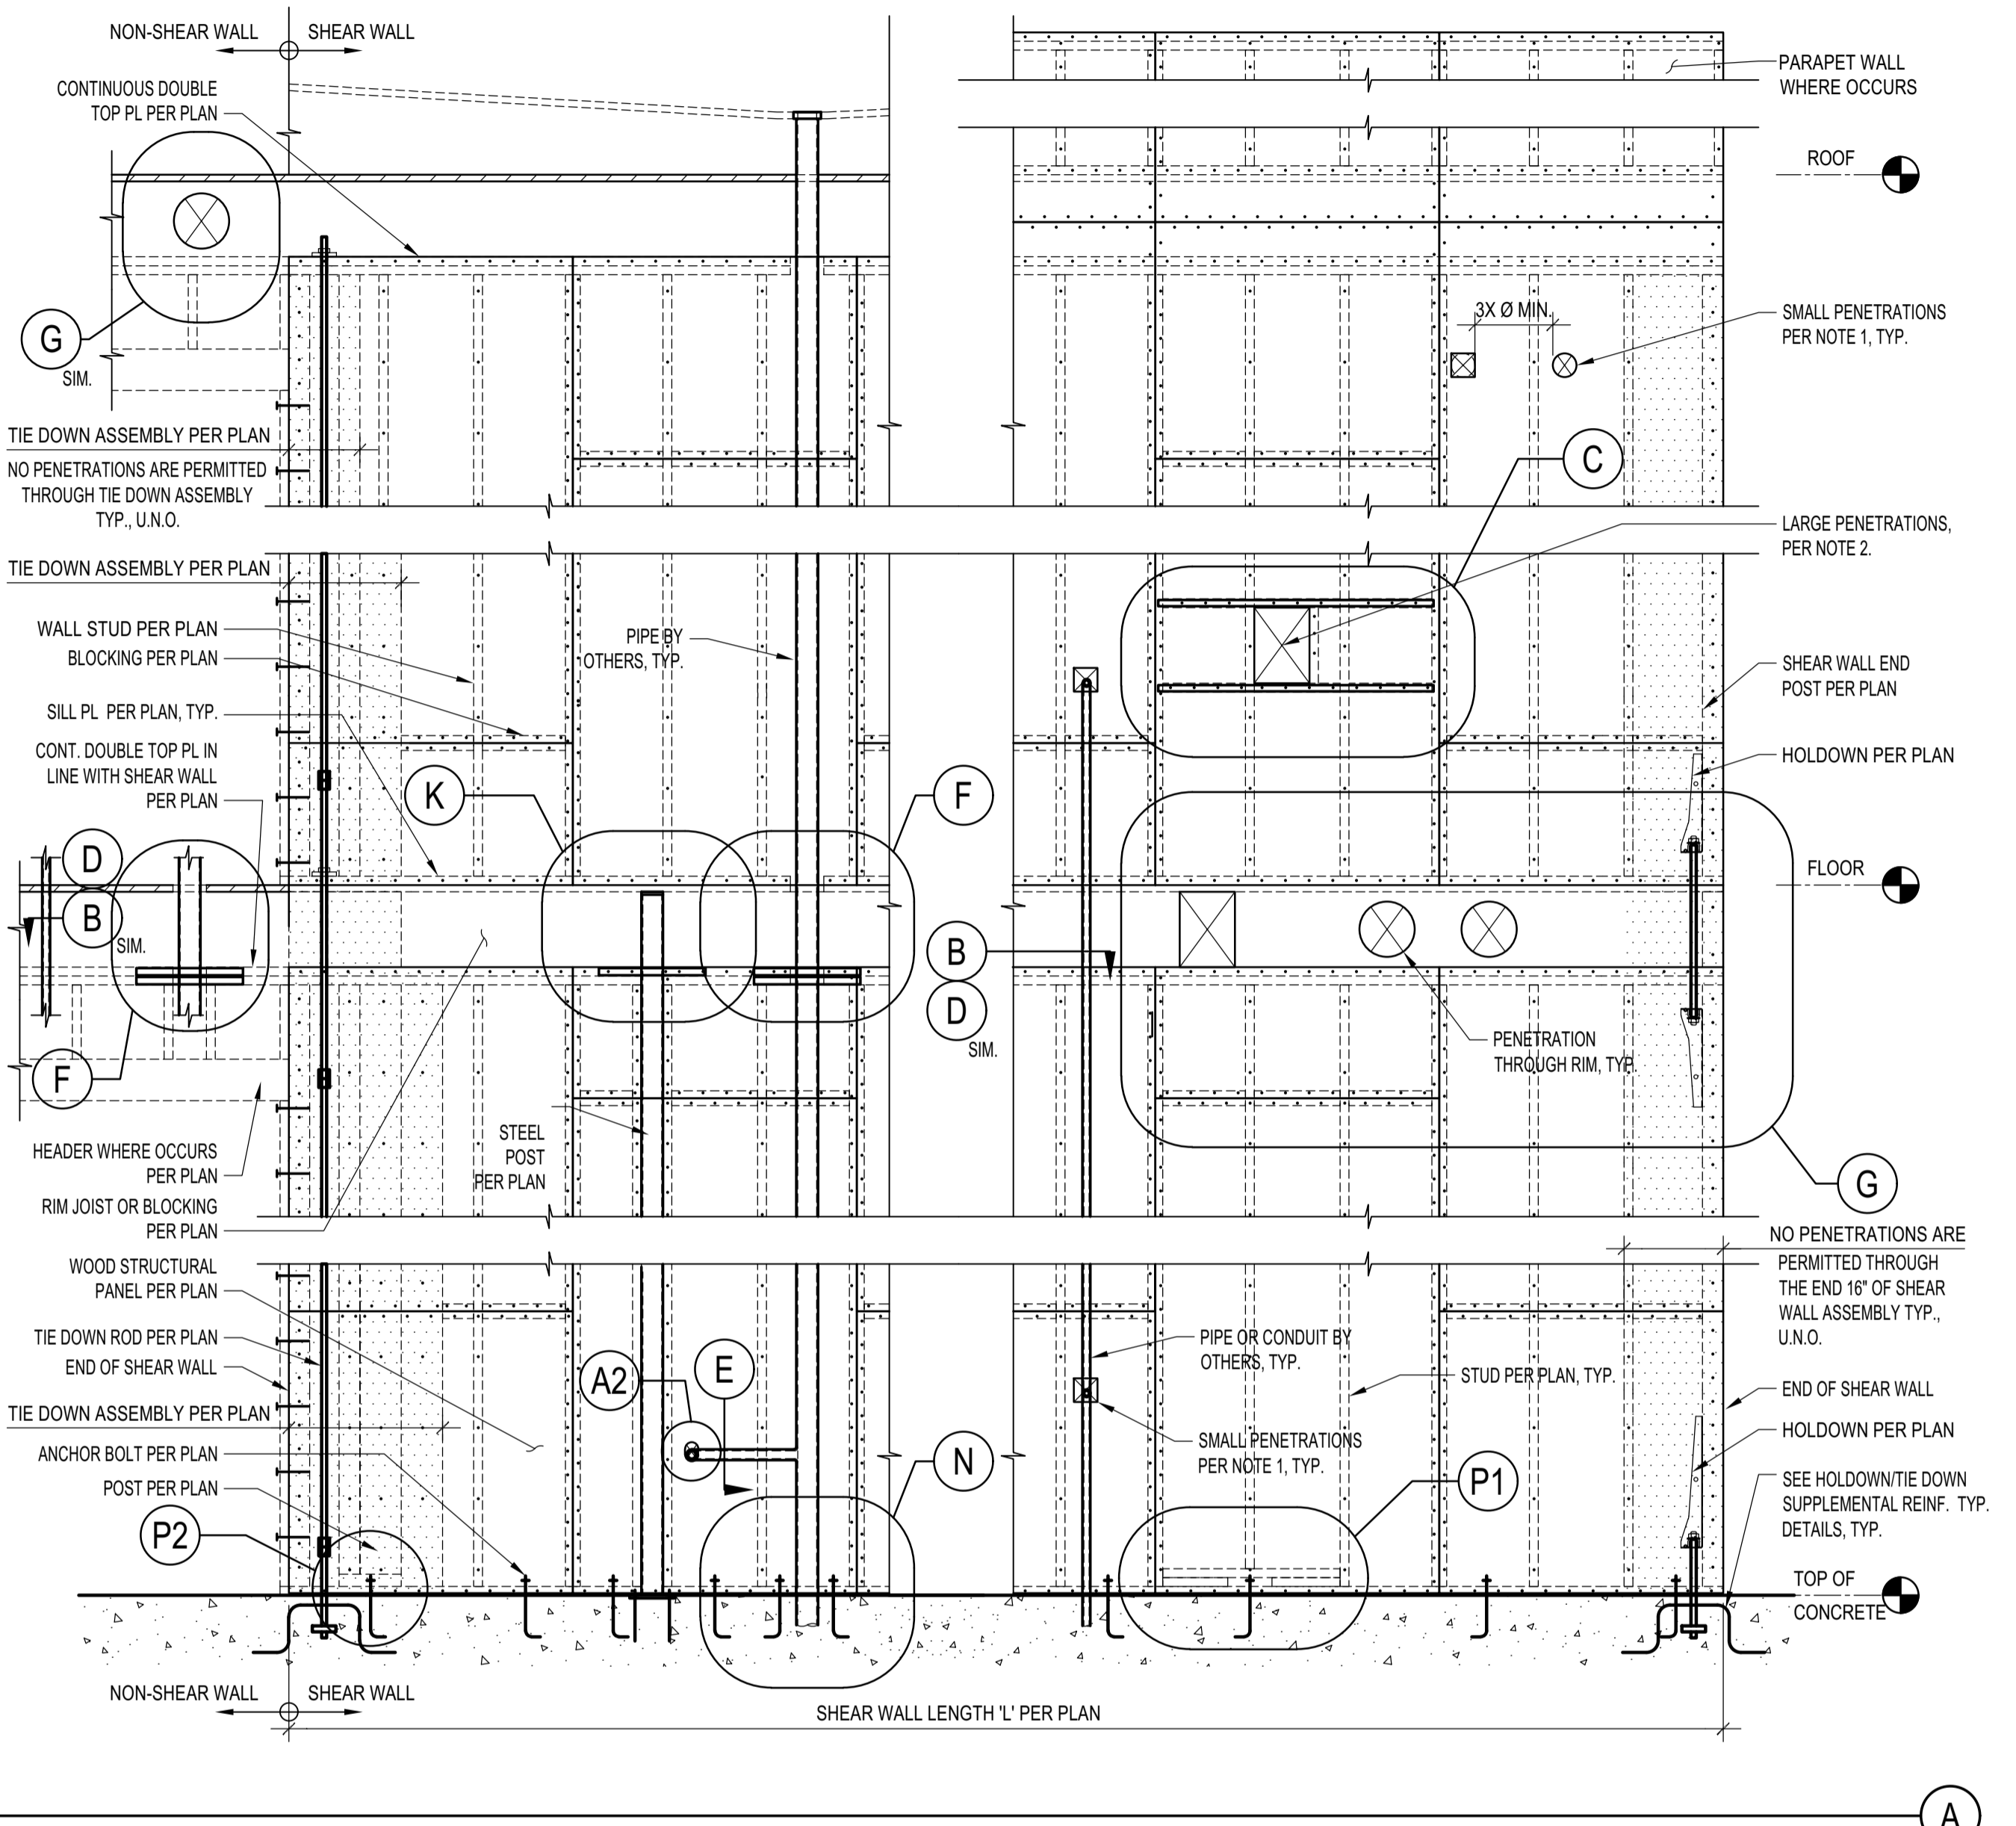 NON-SHEAR WALL
SHEAR WALL
CONTINUOUS DOUBLE
TOP PL PER PLAN
G
SIM.
TIE DOWN ASSEMBLY PER PLAN
NO PENETRATIONS ARE PERMITTED
THROUGH TIE DOWN ASSEMBLY
TYP., U.N.O.
TIE DOWN ASSEMBLY PER PLAN
WALL STUD PER PLAN
BLOCKING PER PLAN
SILL PL PER PLAN, TYP.
CONT. DOUBLE TOP PL IN
LINE WITH SHEAR WALL
PER PLAN
D
B
SIM.
F
HEADER WHERE OCCURS
PER PLAN
RIM JOIST OR BLOCKING
PER PLAN
WOOD STRUCTURAL
PANEL PER PLAN
TIE DOWN ROD PER PLAN
END OF SHEAR WALL
TIE DOWN ASSEMBLY PER PLAN
ANCHOR BOLT PER PLAN
POST PER PLAN
P2
NON-SHEAR WALL
SHEAR WALL
PIPE BY
OTHERS, TYP.
K
F
STEEL
POST
PER PLAN
A2
E
N
B
D
SIM.
PARAPET WALL
WHERE OCCURS
ROOF
3X Ø MIN.
SMALL PENETRATIONS
PER NOTE 1, TYP.
C
LARGE PENETRATIONS,
PER NOTE 2.
SHEAR WALL END
POST PER PLAN
HOLDOWN PER PLAN
FLOOR
PENETRATION
THROUGH RIM, TYP.
G
NO PENETRATIONS ARE
PERMITTED THROUGH
THE END 16" OF SHEAR
WALL ASSEMBLY TYP.,
U.N.O.
PIPE OR CONDUIT BY
OTHERS, TYP.
STUD PER PLAN, TYP.
SMALL PENETRATIONS
PER NOTE 1, TYP.
P1
END OF SHEAR WALL
HOLDOWN PER PLAN
SEE HOLDOWN/TIE DOWN
SUPPLEMENTAL REINF. TYP.
DETAILS, TYP.
TOP OF
CONCRETE
SHEAR WALL LENGTH 'L' PER PLAN
A